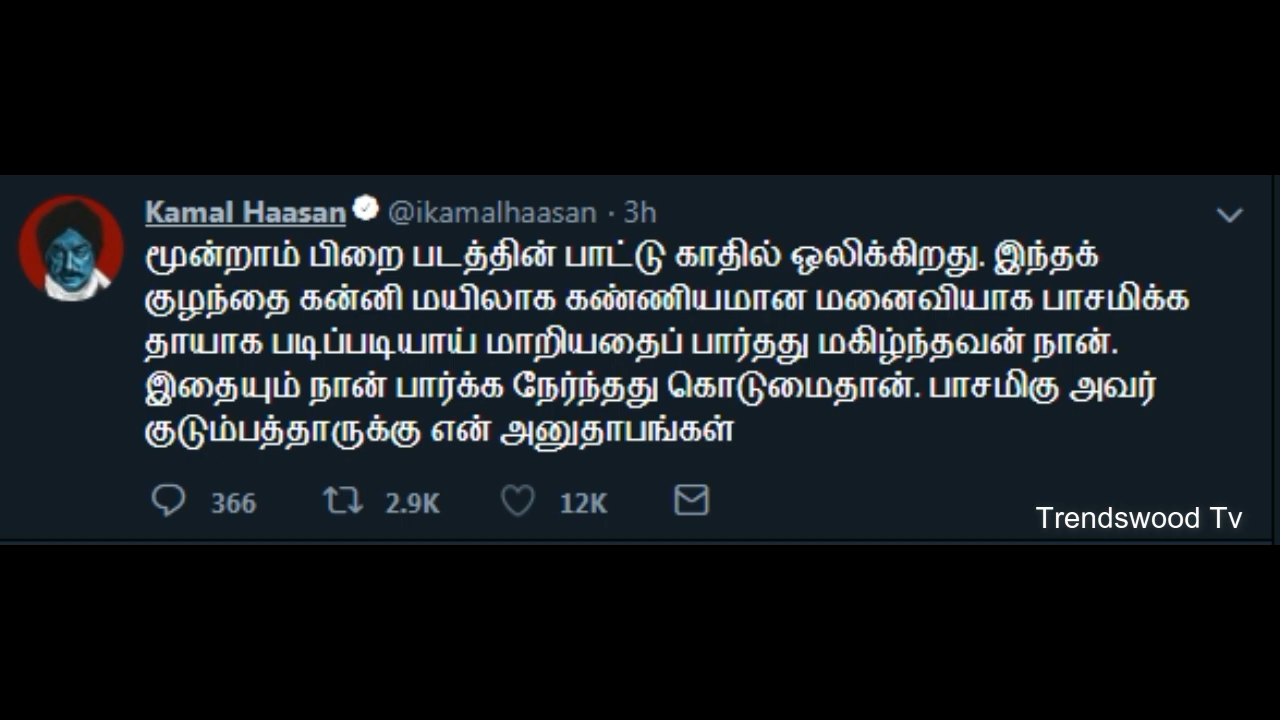 Kamal Haasan @ikamalhaasan · 3h
மூன்றாம் பிறை படத்தின் பாட்டு காதில் ஒலிக்கிறது. இந்தக்
குழந்தை கன்னி மயிலாக கண்ணியமான மனைவியாக பாசமிக்க
தாயாக படிப்படியாய் மாறியதைப் பார்தது மகிழ்ந்தவன் நான்.
இதையும் நான் பார்க்க நேர்ந்தது கொடுமைதான். பாசமிகு அவர்
குடும்பத்தாருக்கு என் அனுதாபங்கள்
366 2.9K 12K
Trendswood Tv